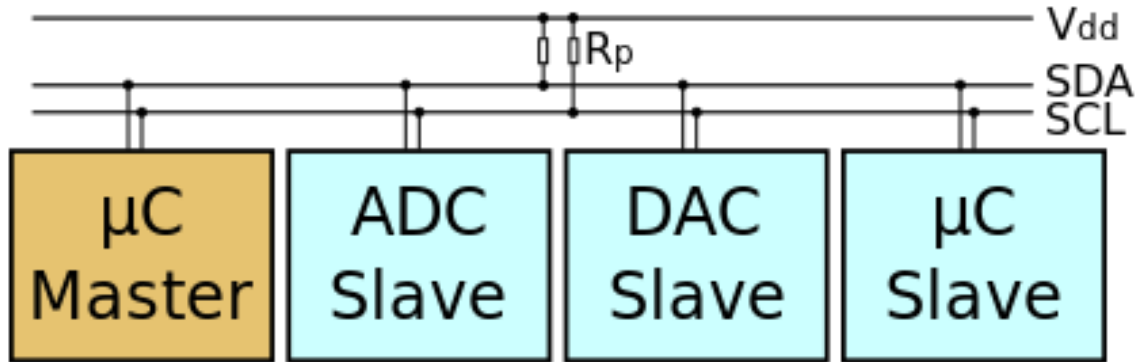 Vdd
Rp
SDA
SCL
µC
Master
ADC
Slave
DAC
Slave
µC
Slave